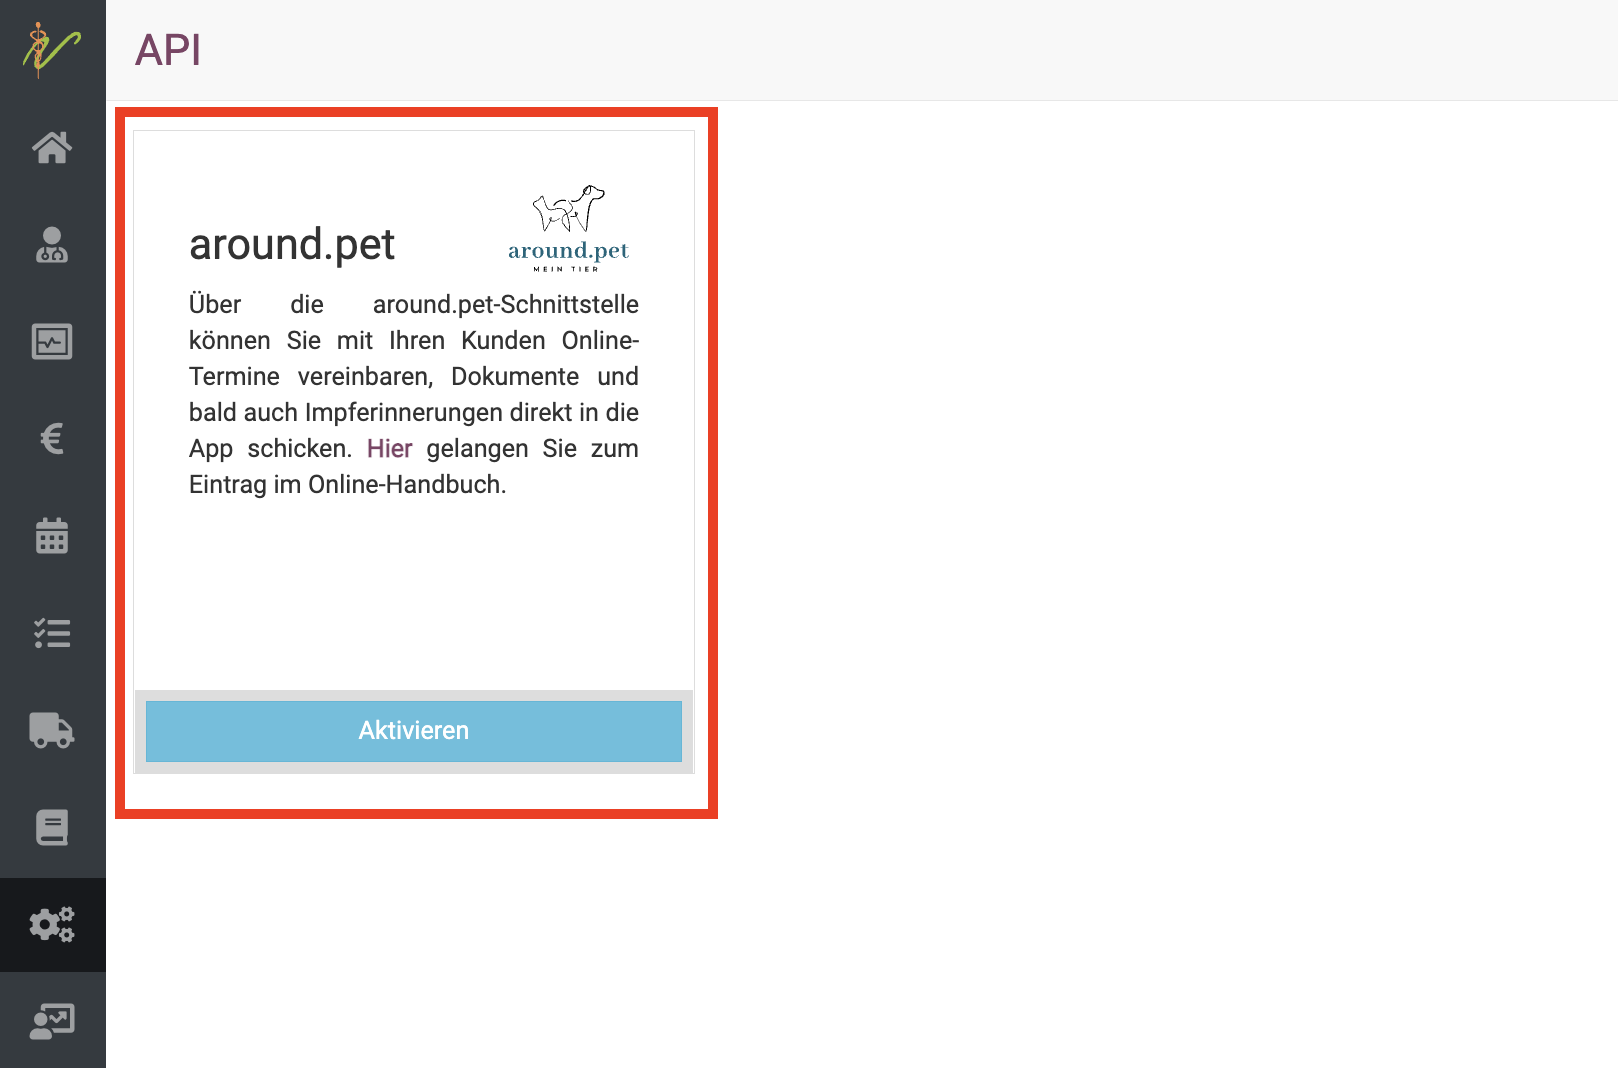 API
around.pet
around.pet
MEIN TIER
Über die around.pet-Schnittstelle
können Sie mit Ihren Kunden Online-
Termine vereinbaren, Dokumente und
bald auch Impferinnerungen direkt in die
App schicken. Hier gelangen Sie zum
Eintrag im Online-Handbuch.
Aktivieren